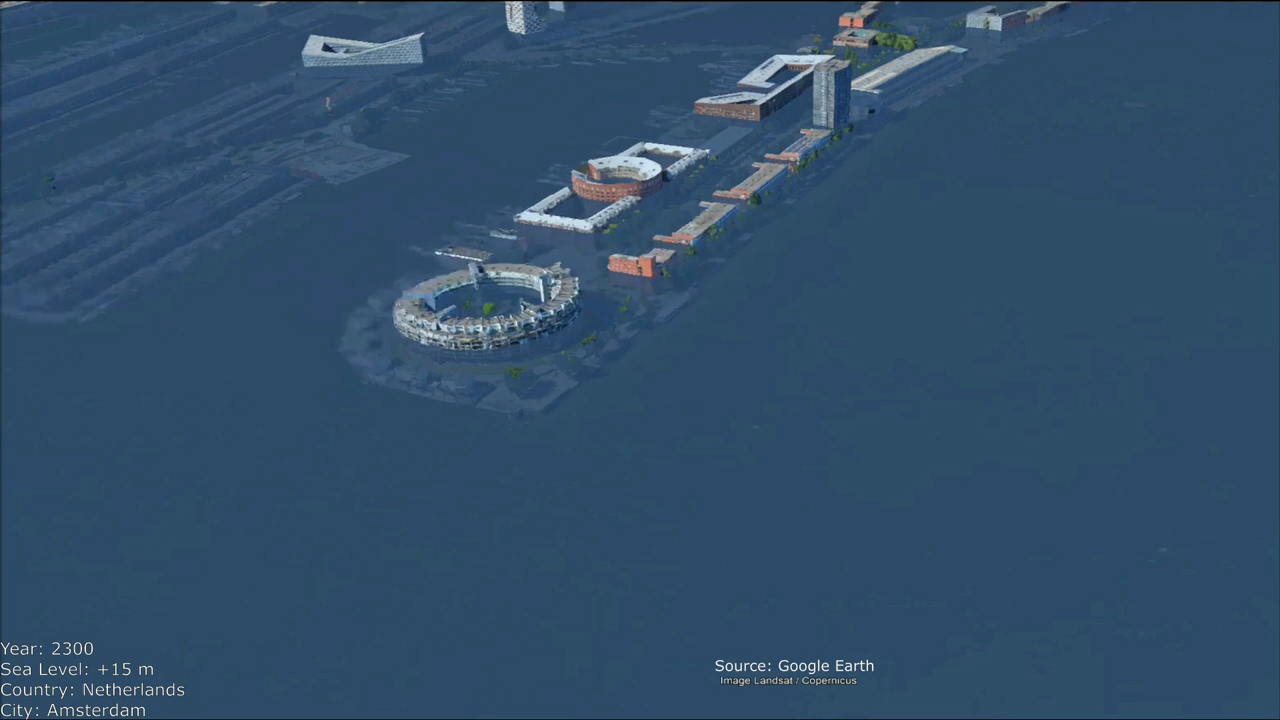 Year: 2300
Sea Level: +15 m
Country: Netherlands
City: Amsterdam
Source: Google Earth
Image Landsat / Copernicus